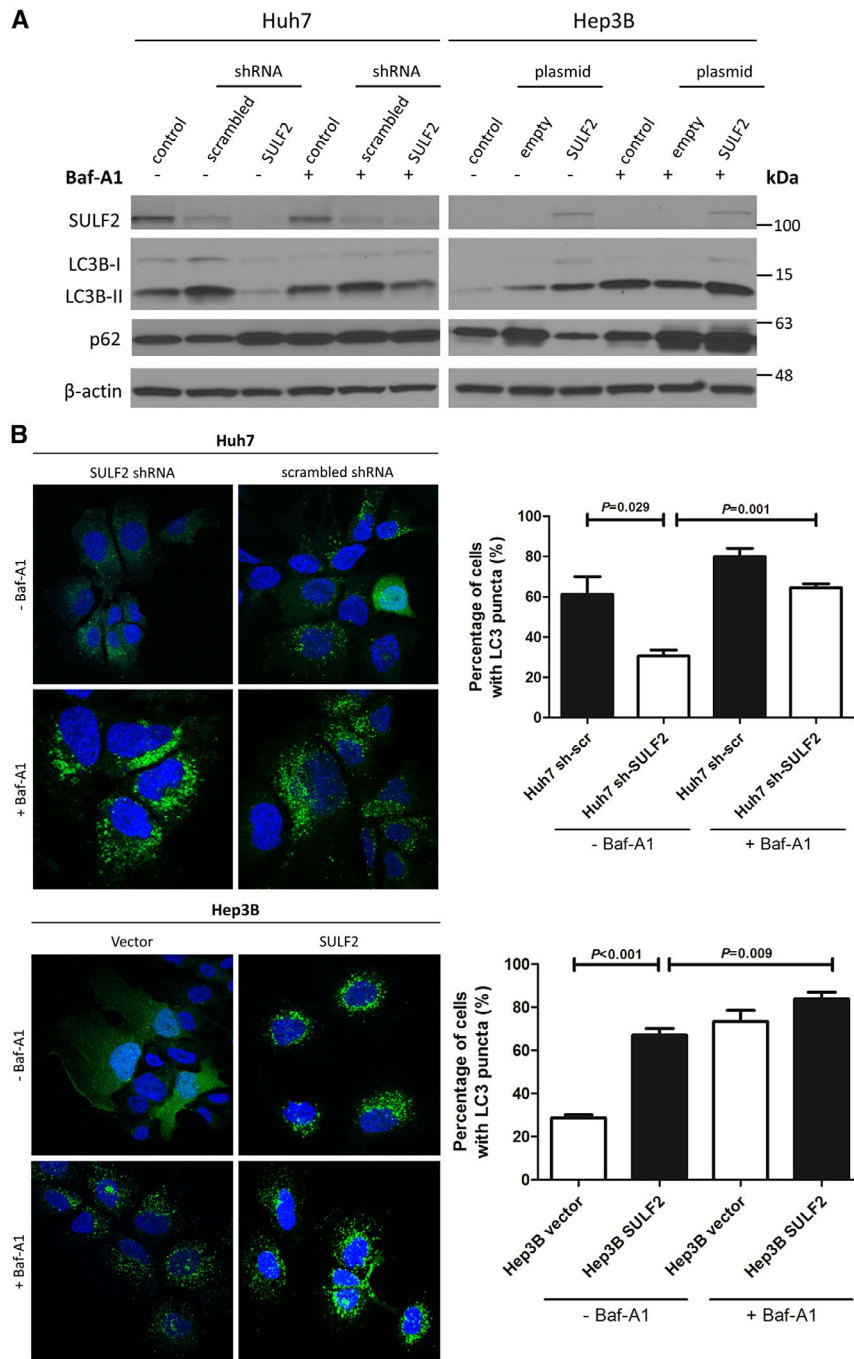 A
Huh7
Hep3B
shRNA
shRNA
plasmid
plasmid
control
scrambled
SULF2
control
scrambled
SULF2
control
empty
SULF2
control
empty
SULF2
Baf-A1
- - - + + + - - - + + +
kDa
SULF2
100
LC3B-I
15
LC3B-II
p62
63
β-actin
48
B
Huh7
SULF2 shRNA
scrambled shRNA
- Baf-A1
+ Baf-A1
Percentage of cells
with LC3 puncta (%)
100
80
60
40
20
0
P=0.029
P=0.001
Huh7 sh-scr
Huh7 sh-SULF2
Huh7 sh-scr
Huh7 sh-SULF2
- Baf-A1
+ Baf-A1
Hep3B
Vector
SULF2
- Baf-A1
+ Baf-A1
Percentage of cells
with LC3 puncta (%)
100
80
60
40
20
0
P<0.001
P=0.009
Hep3B vector
Hep3B SULF2
Hep3B vector
Hep3B SULF2
- Baf-A1
+ Baf-A1